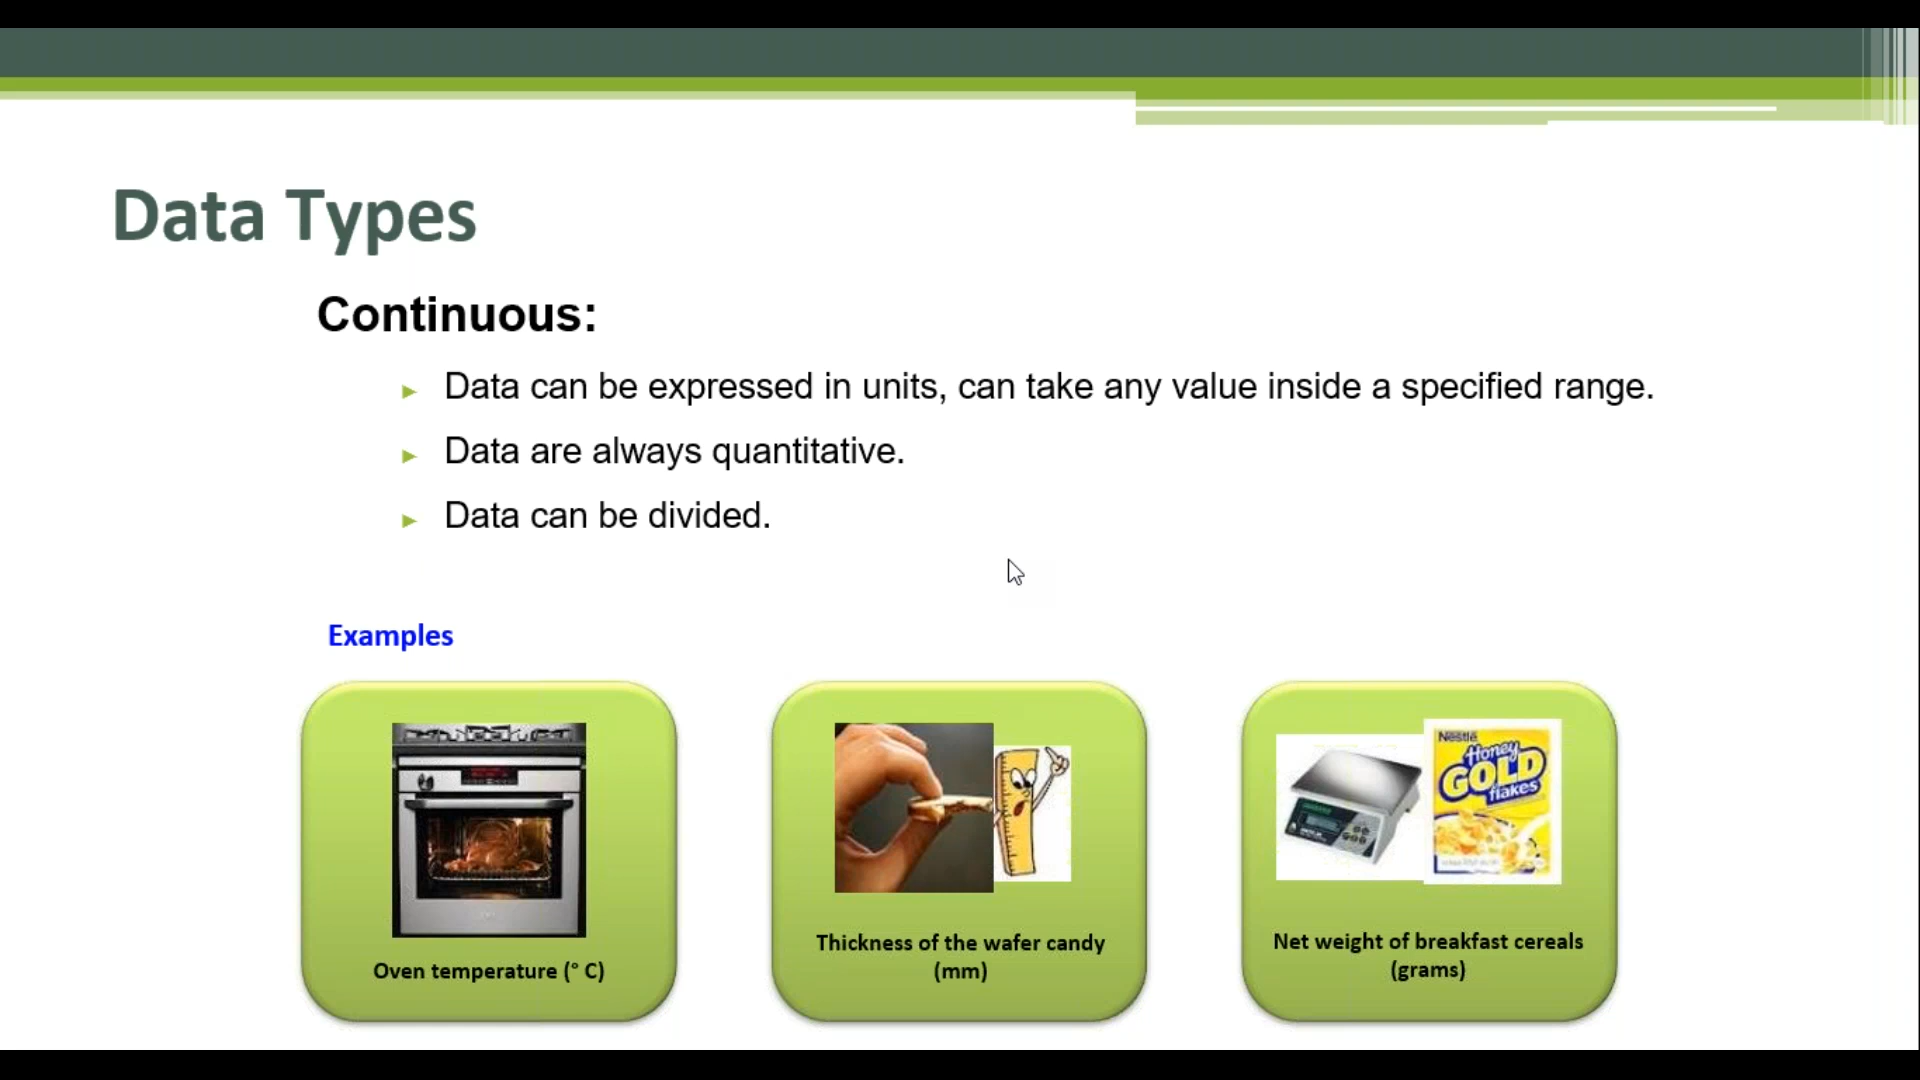 Data Types
Continuous:
Data can be expressed in units, can take any value inside a specified range.
Data are always quantitative.
Data can be divided.
Examples
Oven temperature (° C)
Thickness of the wafer candy
(mm)
Nestle
Honey
GOLD
flakes
Net weight of breakfast cereals
(grams)